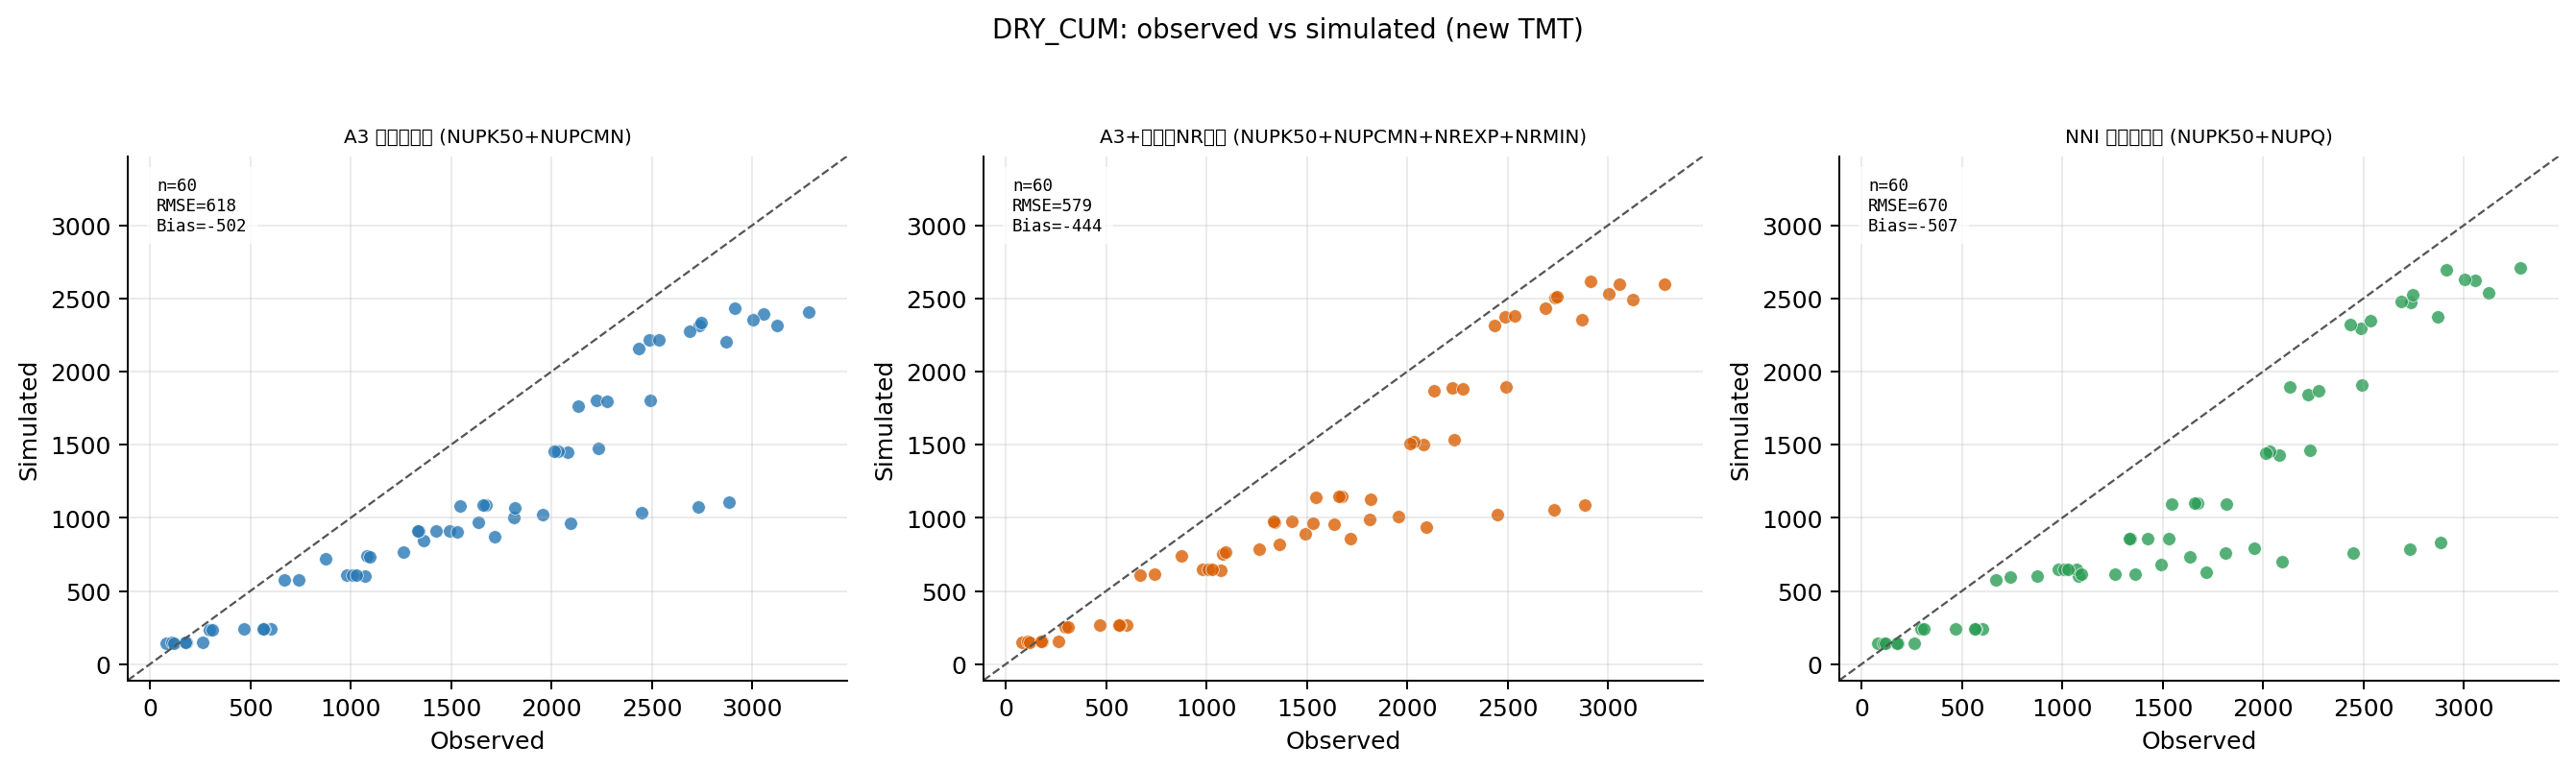 DRY_CUM: observed vs simulated (new TMT)
A3 (NUPK50+NUPCMN)
n=60
RMSE=618
Bias=-502
3000
2500
2000
1500
1000
500
0
Simulated
0 500 1000 1500 2000 2500 3000
Observed
A3+ NR (NUPK50+NUPCMN+NREXP+NRMIN)
n=60
RMSE=579
Bias=-444
3000
2500
2000
1500
1000
500
0
Simulated
0 500 1000 1500 2000 2500 3000
Observed
NNI (NUPK50+NUPQ)
n=60
RMSE=670
Bias=-507
3000
2500
2000
1500
1000
500
0
Simulated
0 500 1000 1500 2000 2500 3000
Observed